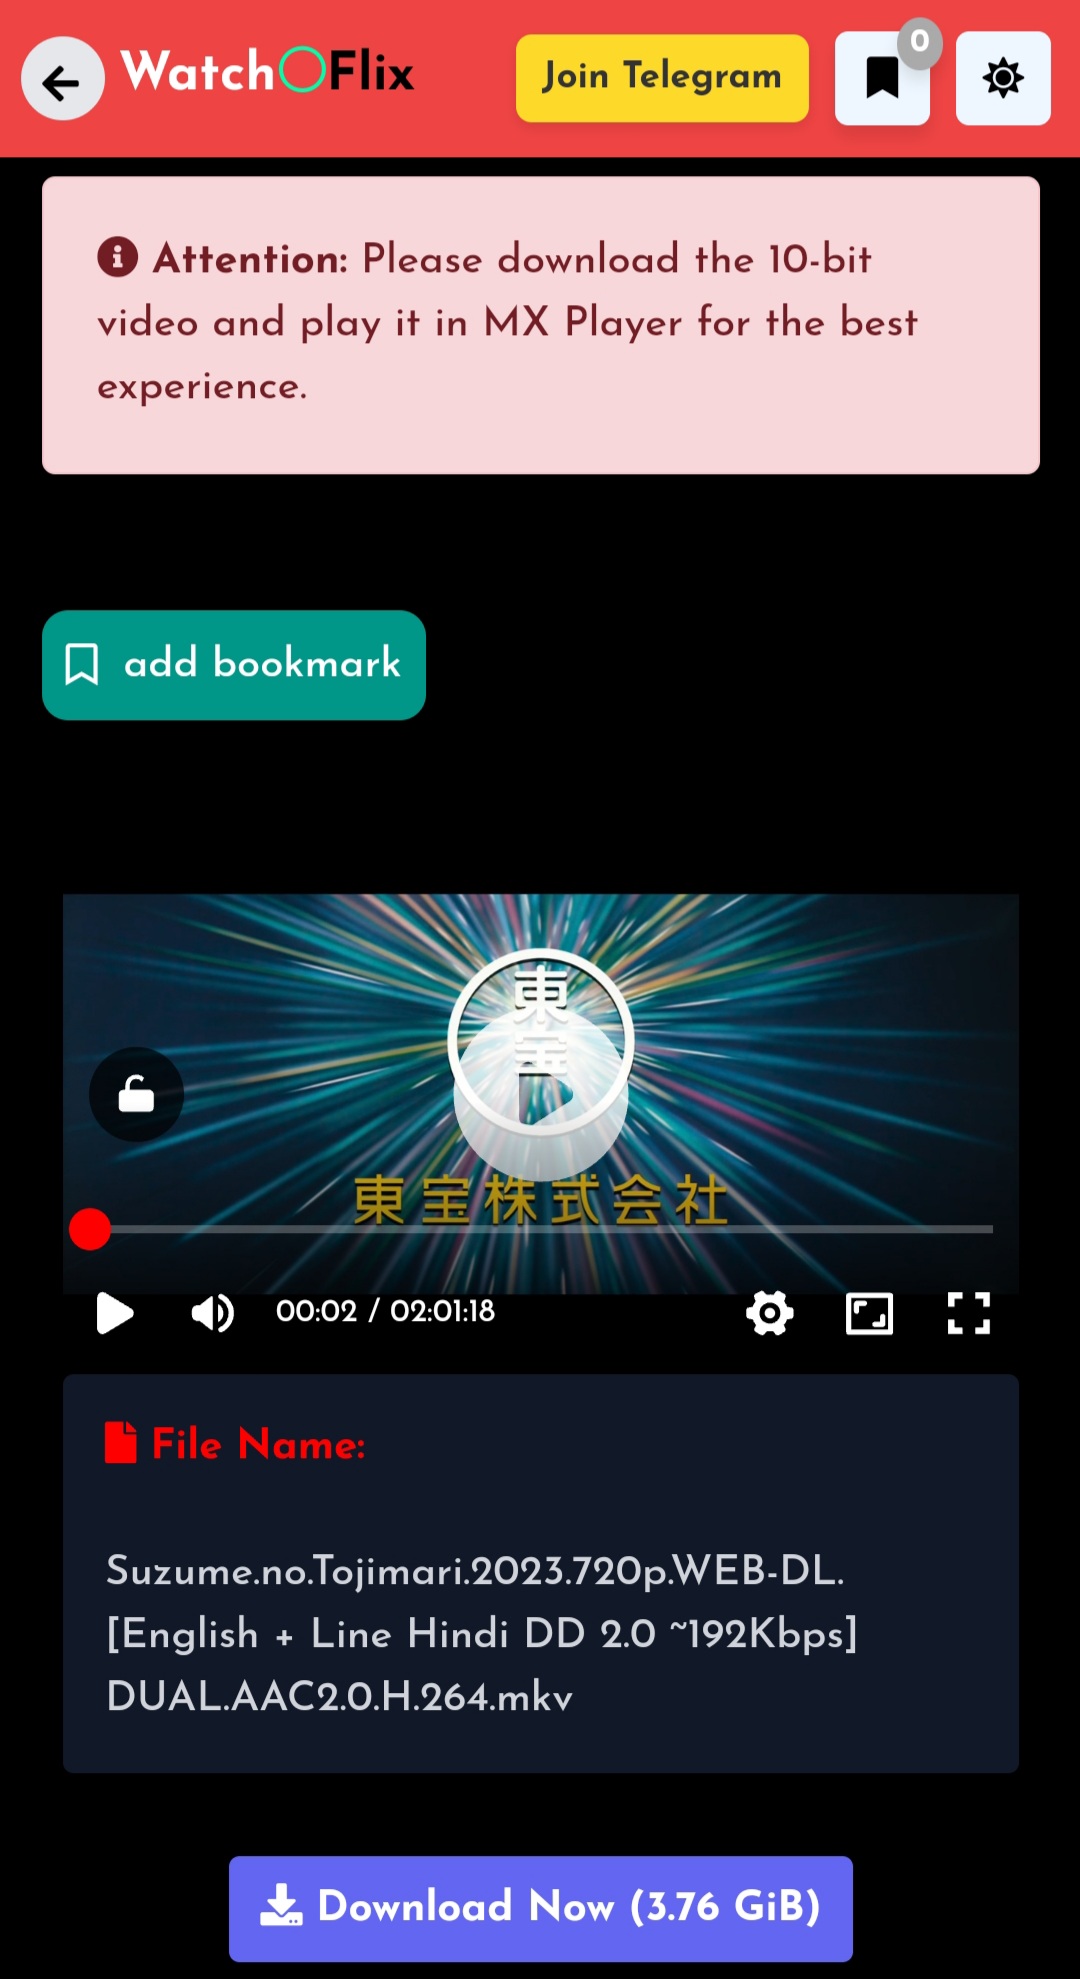 WatchOFlix
Join Telegram
0
Attention: Please download the 10-bit
video and play it in MX Player for the best
experience.
add bookmark
東
宝
東宝株式会社
00:02 / 02:01:18
File Name:
Suzume.no.Tojimari.2023.720p.WEB-DL.
[English + Line Hindi DD 2.0 ~192Kbps]
DUAL.AAC2.0.H.264.mkv
Download Now (3.76 GiB)